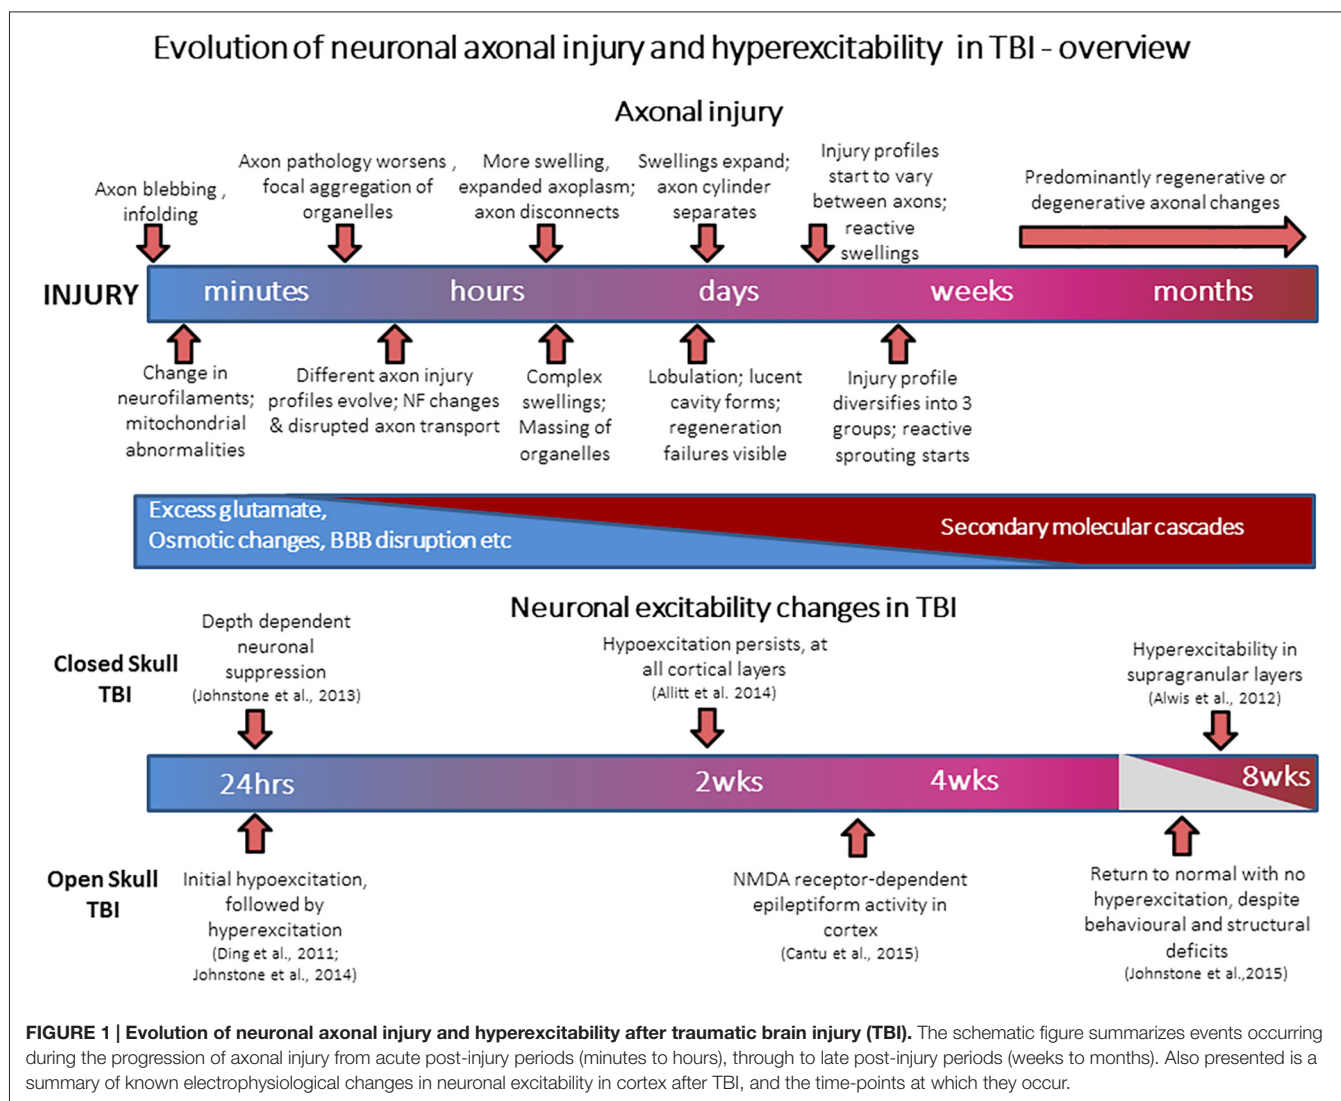 Evolution of neuronal axonal injury and hyperexcitability in TBI - overview
Axonal injury
Axon blebbing ,
infolding
Axon pathology worsens ,
focal aggregation of
organelles
More swelling,
expanded axoplasm;
axon disconnects
Swellings expand;
axon cylinder
separates
Injury profiles
start to vary
between axons;
reactive
swellings
Predominantly regenerative or
degenerative axonal changes
INJURY
minutes
hours
days
weeks
months
Change in
neurofilaments;
mitochondrial
abnormalities
Different axon injury
profiles evolve; NF changes
& disrupted axon transport
Complex
swellings;
Massing of
organelles
Lobulation; lucent
cavity forms;
regeneration
failures visible
Injury profile
diversifies into 3
groups; reactive
sprouting starts
Excess glutamate,
Osmotic changes, BBB disruption etc
Secondary molecular cascades
Neuronal excitability changes in TBI
Closed Skull
TBI
Depth dependent
neuronal
suppression
(Johnstone et al., 2013)
Hypoexcitation persists, at
all cortical layers
(Allitt et al. 2014)
Hyperexcitability in
supragranular layers
(Alwis et al., 2012)
24hrs
2wks
4wks
8wks
Open Skull
TBI
Initial hypoexcitation,
followed by
hyperexcitation
(Ding et al., 2011;
Johnstone et al., 2014)
NMDA receptor-dependent
epileptiform activity in
cortex
(Cantu et al., 2015)
Return to normal with no
hyperexcitation, despite
behavioural and structural
deficits
(Johnstone et al.,2015)
FIGURE 1 | Evolution of neuronal axonal injury and hyperexcitability after traumatic brain injury (TBI). The schematic figure summarizes events occurring
during the progression of axonal injury from acute post-injury periods (minutes to hours), through to late post-injury periods (weeks to months). Also presented is a
summary of known electrophysiological changes in neuronal excitability in cortex after TBI, and the time-points at which they occur.